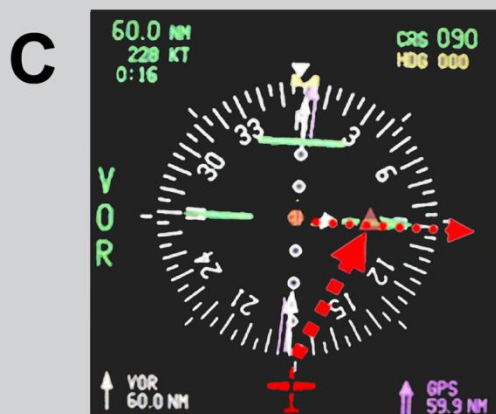 C
60.0 NM
228 KT
0:16
CRS 090
HDG 000
33
3
30
6
24
12
21
15
V
O
R
VOR
60.0 NM
GPS
59.9 NM